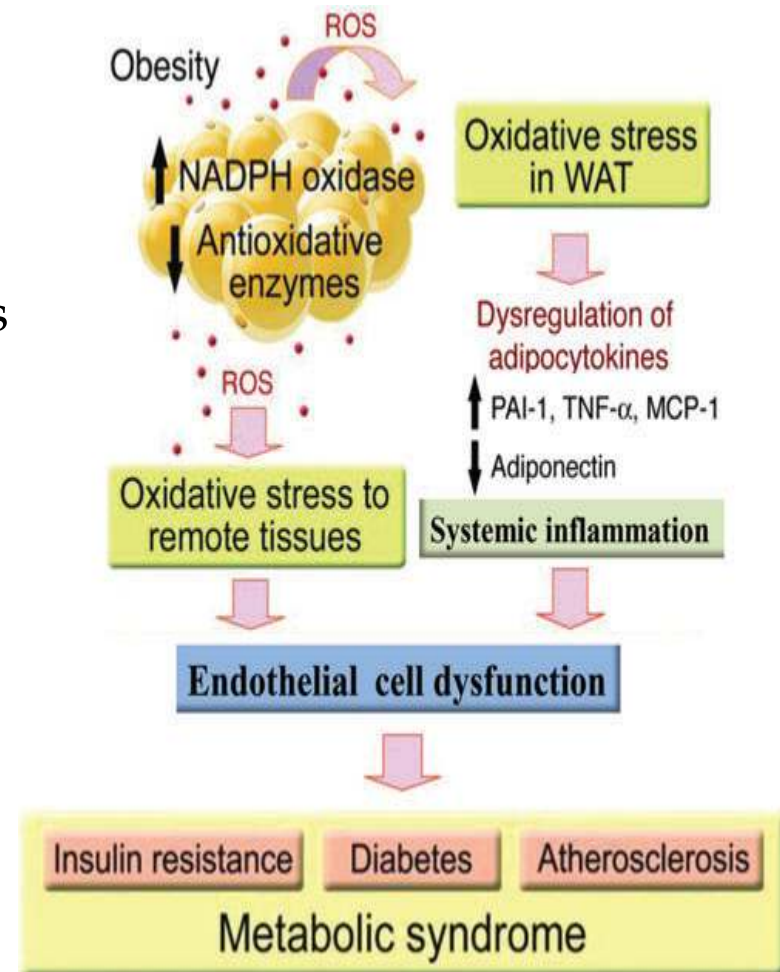 ROS
Obesity
NADPH oxidase
Antioxidative
enzymes
Oxidative stress
in WAT
s
Dysregulation of
adipocytokines
PAI-1, TNF-α, MCP-1
Adiponectin
ROS
Oxidative stress to
remote tissues
Systemic inflammation
Endothelial cell dysfunction
Insulin resistance
Diabetes
Atherosclerosis
Metabolic syndrome